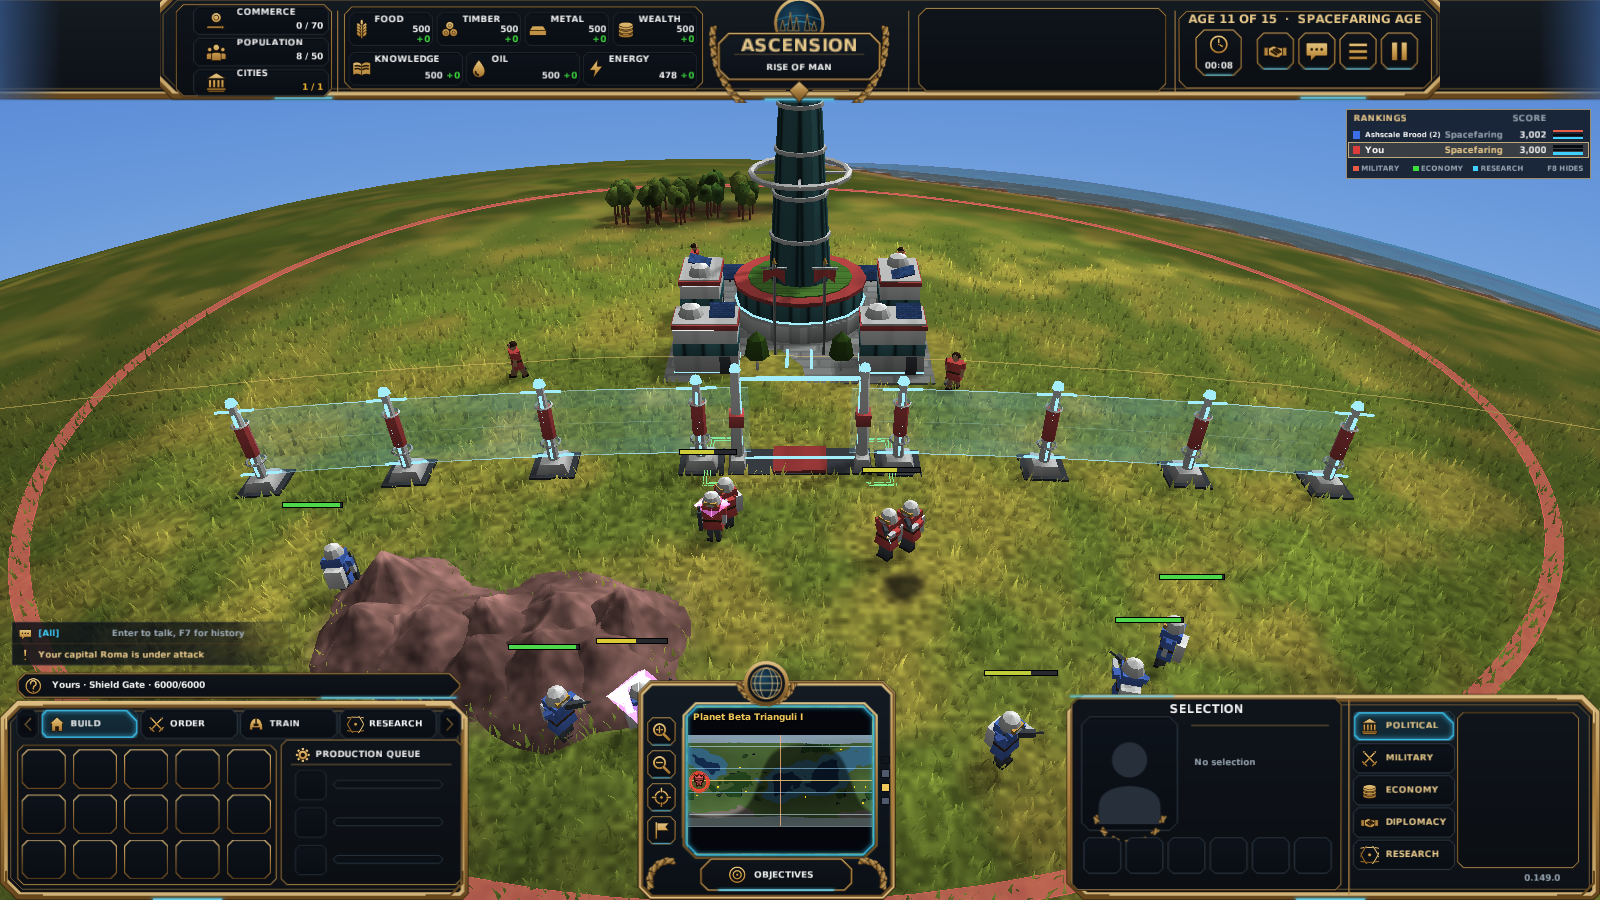 COMMERCE
0 / 70
POPULATION
8 / 50
CITIES
1 / 1
FOOD
500
+0
TIMBER
500
+0
METAL
500
+0
WEALTH
500
+0
KNOWLEDGE
500 +0
OIL
500 +0
ENERGY
478 +0
ASCENSION
RISE OF MAN
AGE 11 OF 15 · SPACEFARING AGE
00:08
RANKINGS SCORE
Ashscale Brood (2) Spacefaring 3,002
You Spacefaring 3,000
MILITARY ECONOMY RESEARCH F8 HIDES
[All] Enter to talk, F7 for history
! Your capital Roma is under attack
? Yours · Shield Gate · 6000/6000
BUILD ORDER TRAIN RESEARCH
PRODUCTION QUEUE
Planet Beta Trianguli I
OBJECTIVES
SELECTION
No selection
POLITICAL
MILITARY
ECONOMY
DIPLOMACY
RESEARCH
0.149.0